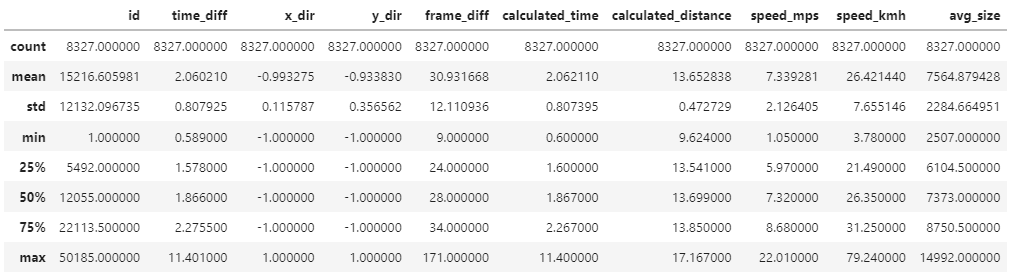 id time_diff x_dir y_dir frame_diff calculated_time calculated_distance speed_mps speed_kmh avg_size
count 8327.000000 8327.000000 8327.000000 8327.000000 8327.000000 8327.000000 8327.000000 8327.000000 8327.000000 8327.000000
mean 15216.605981 2.060210 -0.993275 -0.933830 30.931668 2.062110 13.652838 7.339281 26.421440 7564.879428
std 12132.096735 0.807925 0.115787 0.356562 12.110936 0.807395 0.472729 2.126405 7.655146 2284.664951
min 1.000000 0.589000 -1.000000 -1.000000 9.000000 0.600000 9.624000 1.050000 3.780000 2507.000000
25% 5492.000000 1.578000 -1.000000 -1.000000 24.000000 1.600000 13.541000 5.970000 21.490000 6104.500000
50% 12055.000000 1.866000 -1.000000 -1.000000 28.000000 1.867000 13.699000 7.320000 26.350000 7373.000000
75% 22113.500000 2.275500 -1.000000 -1.000000 34.000000 2.267000 13.850000 8.680000 31.250000 8750.500000
max 50185.000000 11.401000 1.000000 1.000000 171.000000 11.400000 17.167000 22.010000 79.240000 14992.000000